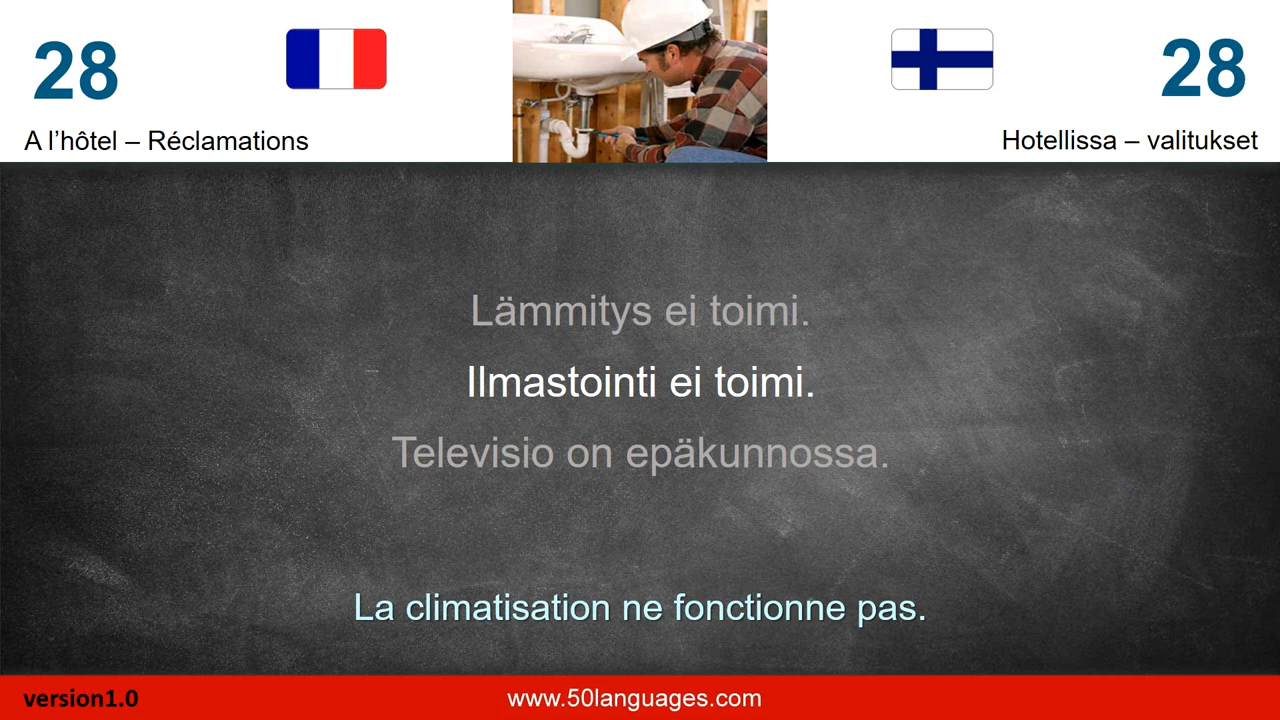 28
28
A l’hôtel – Réclamations
Hotellissa – valitukset
Lämmitys ei toimi.
Ilmastointi ei toimi.
Televisio on epäkunnossa.
La climatisation ne fonctionne pas.
version1.0
www.50languages.com